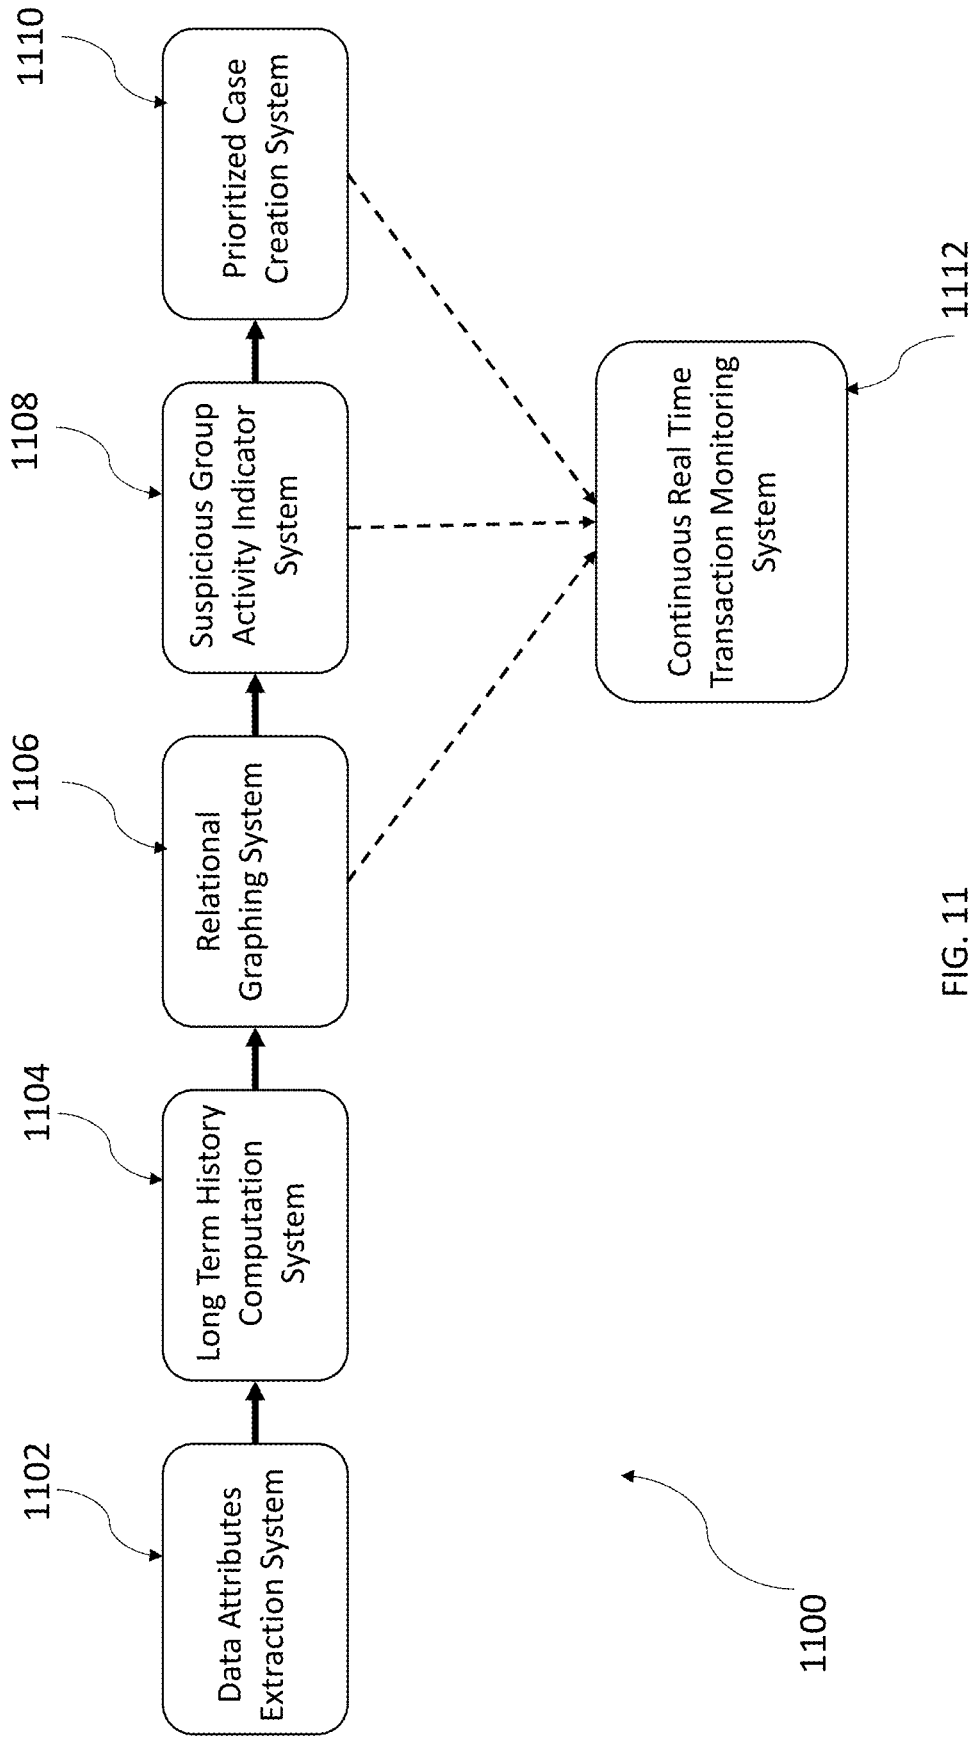 1102
1104
1106
1108
1110
Data Attributes
Extraction System
Long Term History
Computation
System
Relational
Graphing System
Suspicious Group
Activity Indicator
System
Prioritized Case
Creation System
Continuous Real Time
Transaction Monitoring
System
1112
1100
FIG. 11